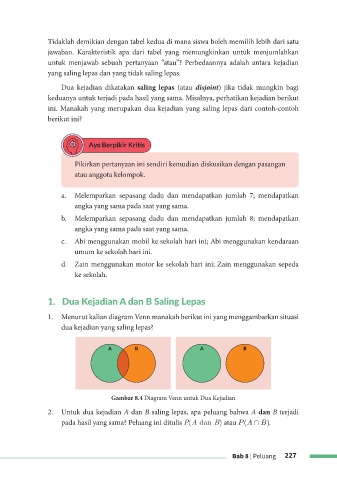 Tidaklah demikian dengan tabel kedua di mana siswa boleh memilih lebih dari satu
jawaban. Karakteristik apa dari tabel yang memungkinkan untuk menjumlahkan
untuk menjawab sebuah pertanyaan "atau"? Perbedaannya adalah antara kejadian
yang saling lepas dan yang tidak saling lepas.
Dua kejadian dikatakan saling lepas (atau disjoint) jika tidak mungkin bagi
keduanya untuk terjadi pada hasil yang sama. Misalnya, perhatikan kejadian berikut
ini. Manakah yang merupakan dua kejadian yang saling lepas dari contoh-contoh
berikut ini?
Ayo Berpikir Kritis
Pikirkan pertanyaan ini sendiri kemudian diskusikan dengan pasangan
atau anggota kelompok.
a. Melemparkan sepasang dadu dan mendapatkan jumlah 7; mendapatkan
angka yang sama pada saat yang sama.
b. Melemparkan sepasang dadu dan mendapatkan jumlah 8; mendapatkan
angka yang sama pada saat yang sama.
c. Abi menggunakan mobil ke sekolah hari ini; Abi menggunakan kendaraan
umum ke sekolah hari ini.
d. Zain menggunakan motor ke sekolah hari ini; Zain menggunakan sepeda
ke sekolah.
1. Dua Kejadian A dan B Saling Lepas
1. Menurut kalian diagram Venn manakah berikut ini yang menggambarkan situasi
dua kejadian yang saling lepas?
A B A B
Gambar 8.4 Diagram Venn untuk Dua Kejadian
2. Untuk dua kejadian A dan B saling lepas, apa peluang bahwa A dan B terjadi
pada hasil yang sama? Peluang ini ditulis P(A dan B) atau P(A ∩ B).
Bab 8 | Peluang 227